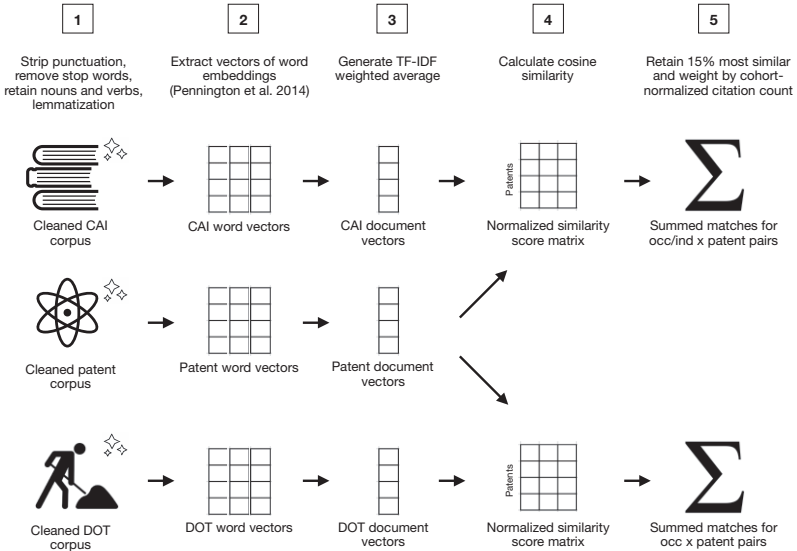 1
2
3
4
5
Strip punctuation,
remove stop words,
retain nouns and verbs,
lemmatization
Extract vectors of word
embeddings
(Pennington et al. 2014)
Generate TF-IDF
weighted average
Calculate cosine
similarity
Retain 15% most similar
and weight by cohort-
normalized citation count
Cleaned CAI
corpus
CAI word vectors
CAI document
vectors
Patents
Normalized similarity
score matrix
Summed matches for
occ/ind x patent pairs
Cleaned patent
corpus
Patent word vectors
Patent document
vectors
Cleaned DOT
corpus
DOT word vectors
DOT document
vectors
Patents
Normalized similarity
score matrix
Summed matches for
occ x patent pairs